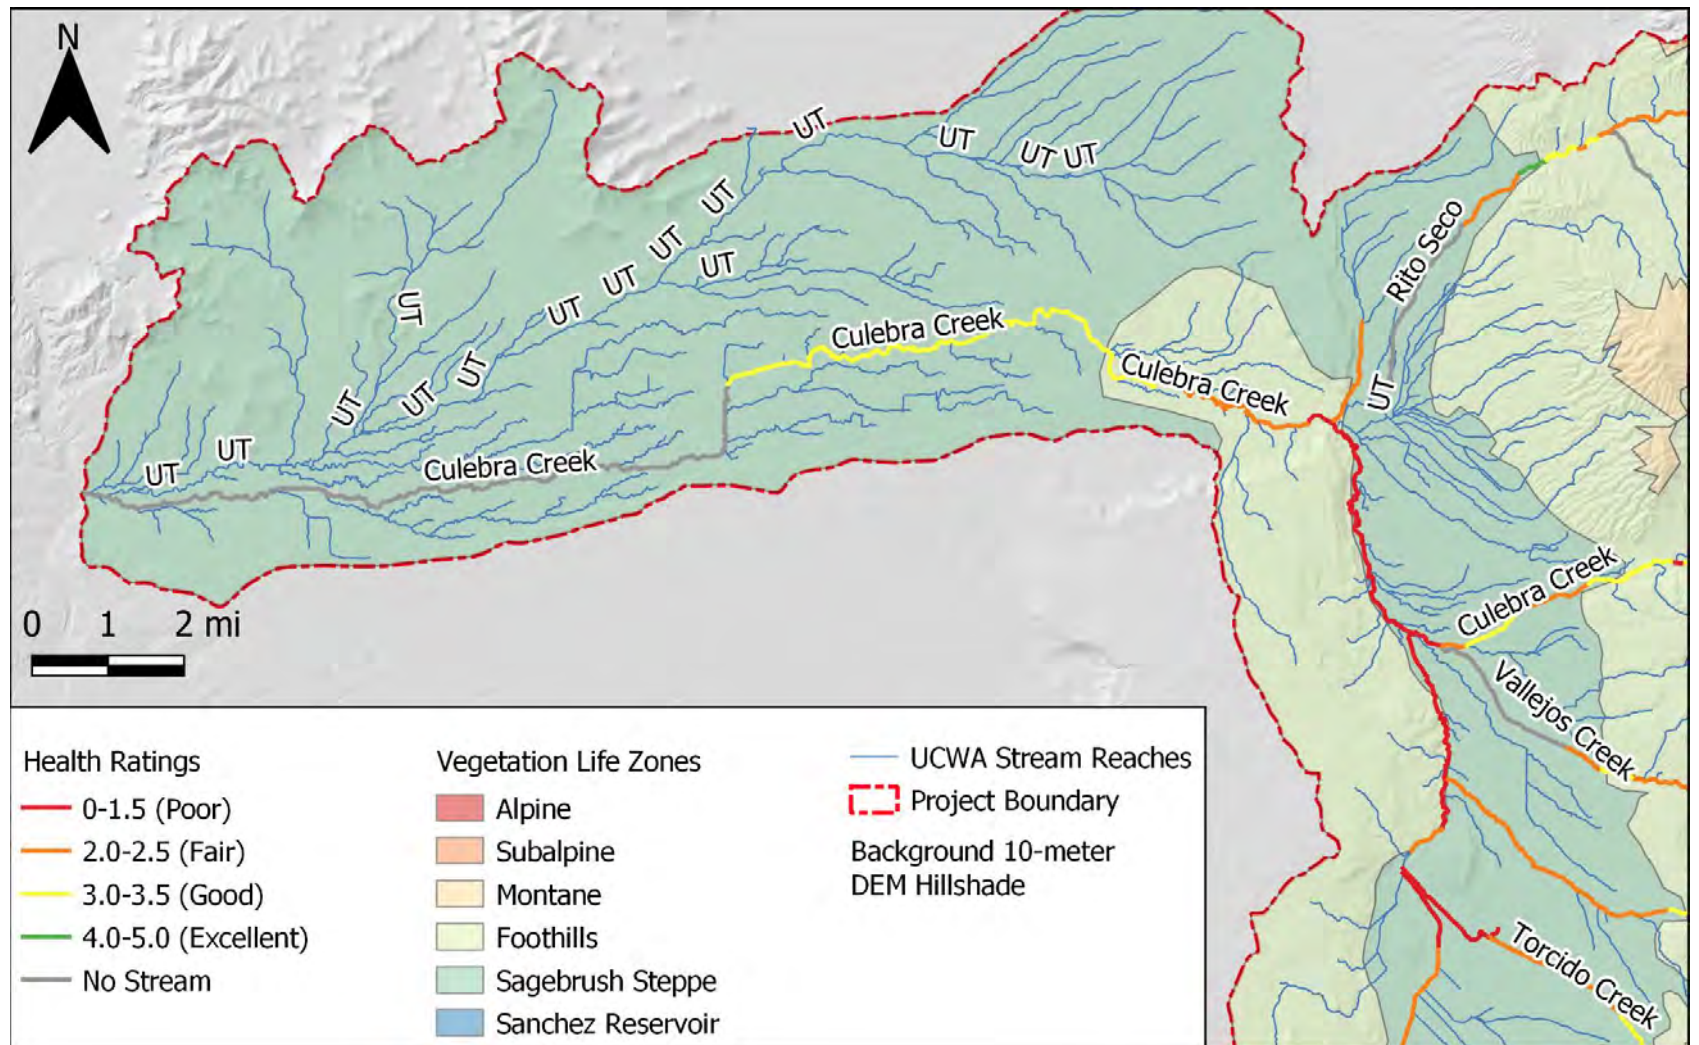 N
UT
UT
UT UT
UT
Rito Seco
UT
UT
UT
UT
UT
UT
Culebra Creek
Culebra Creek
UT
UT
UT
UT
UT
UT
Culebra Creek
Culebra Creek
Vallejos Creek
Torcido Creek
0 1 2 mi
Health Ratings
0-1.5 (Poor)
2.0-2.5 (Fair)
3.0-3.5 (Good)
4.0-5.0 (Excellent)
No Stream
Vegetation Life Zones
Alpine
Subalpine
Montane
Foothills
Sagebrush Steppe
Sanchez Reservoir
UCWA Stream Reaches
Project Boundary
Background 10-meter
DEM Hillshade